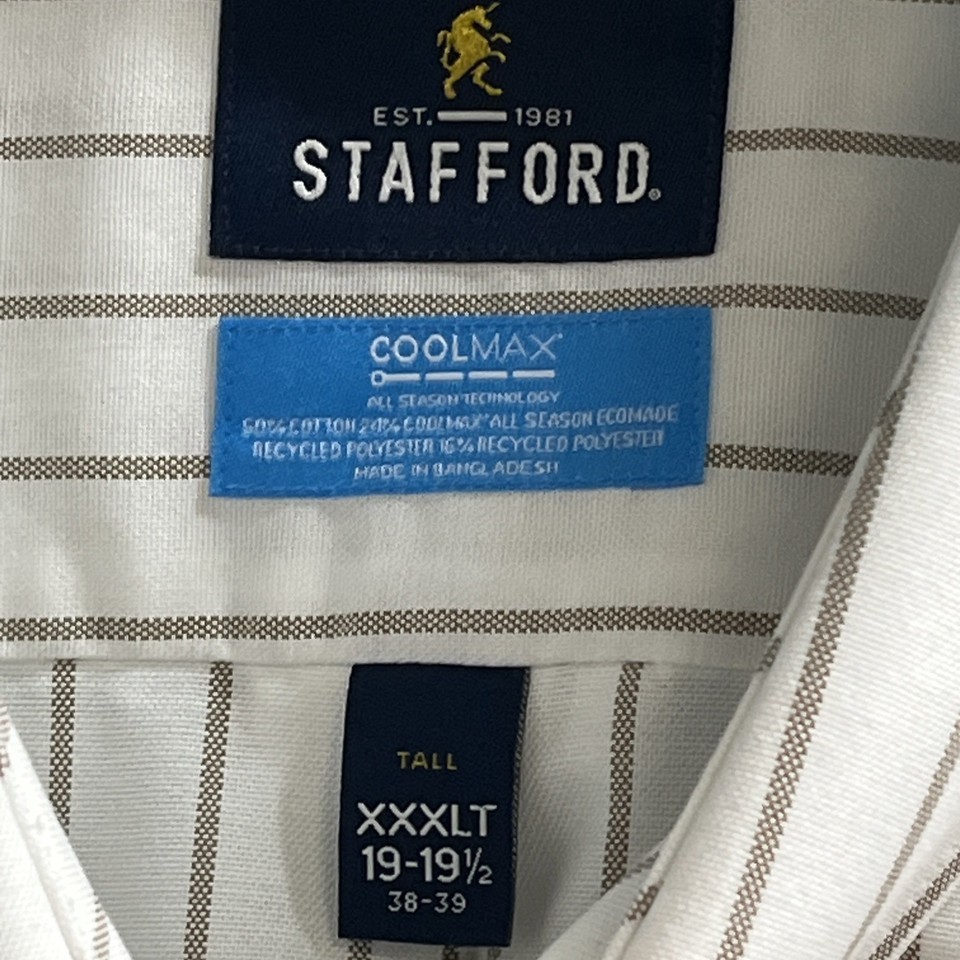 EST. 1981
STAFFORD®
COOLMAX®
ALL SEASON TECHNOLOGY
60% COTTON 24% COOLMAX® ALL SEASON ECOMADE
RECYCLED POLYESTER 16% RECYCLED POLYESTER
MADE IN BANGLADESH
TALL
XXXLT
19-19½
38-39